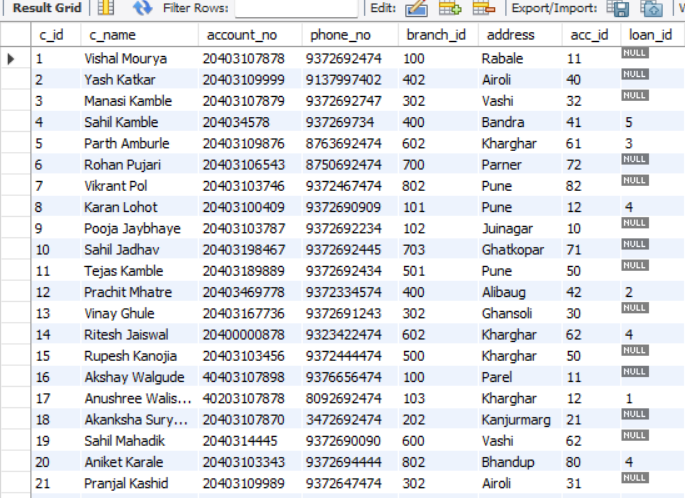 Result Grid Filter Rows: Edit: Export/Import:
c_id c_name account_no phone_no branch_id address acc_id loan_id
1 Vishal Mourya 20403107878 9372692474 100 Rabale 11 NULL
2 Yash Katkar 20403109999 9137997402 402 Airoli 40 NULL
3 Manasi Kamble 20403107879 9372692747 302 Vashi 32 NULL
4 Sahil Kamble 204034578 937269734 400 Bandra 41 5
5 Parth Amburle 20403109876 8763692474 602 Kharghar 61 3
6 Rohan Pujari 20403106543 8750692474 700 Parner 72 NULL
7 Vikrant Pol 20403103746 9372467474 802 Pune 82 NULL
8 Karan Lohot 20403100409 9372690909 101 Pune 12 4
9 Pooja Jaybhaye 20403103787 9372692234 102 Juinagar 10 NULL
10 Sahil Jadhav 20403198467 9372692445 703 Ghatkopar 71 NULL
11 Tejas Kamble 20403189889 9372692434 501 Pune 50 NULL
12 Prachit Mhatre 20403469778 9372334574 400 Alibaug 42 2
13 Vinay Ghule 20403167736 9372691243 302 Ghansoli 30 NULL
14 Ritesh Jaiswal 20400000878 9323422474 602 Kharghar 62 4
15 Rupesh Kanojia 20403103456 9372444474 500 Kharghar 50 NULL
16 Akshay Walgude 40403107898 9376656474 100 Parel 11 NULL
17 Anushree Walis... 40203107878 8092692474 103 Kharghar 12 1
18 Akanksha Sury... 20403107870 3472692474 202 Kanjurmarg 21 NULL
19 Sahil Mahadik 2040314445 9372690090 600 Vashi 62 NULL
20 Aniket Karale 20403103343 9372694444 802 Bhandup 80 4
21 Pranjal Kashid 20403109989 9372647474 302 Airoli 31 NULL